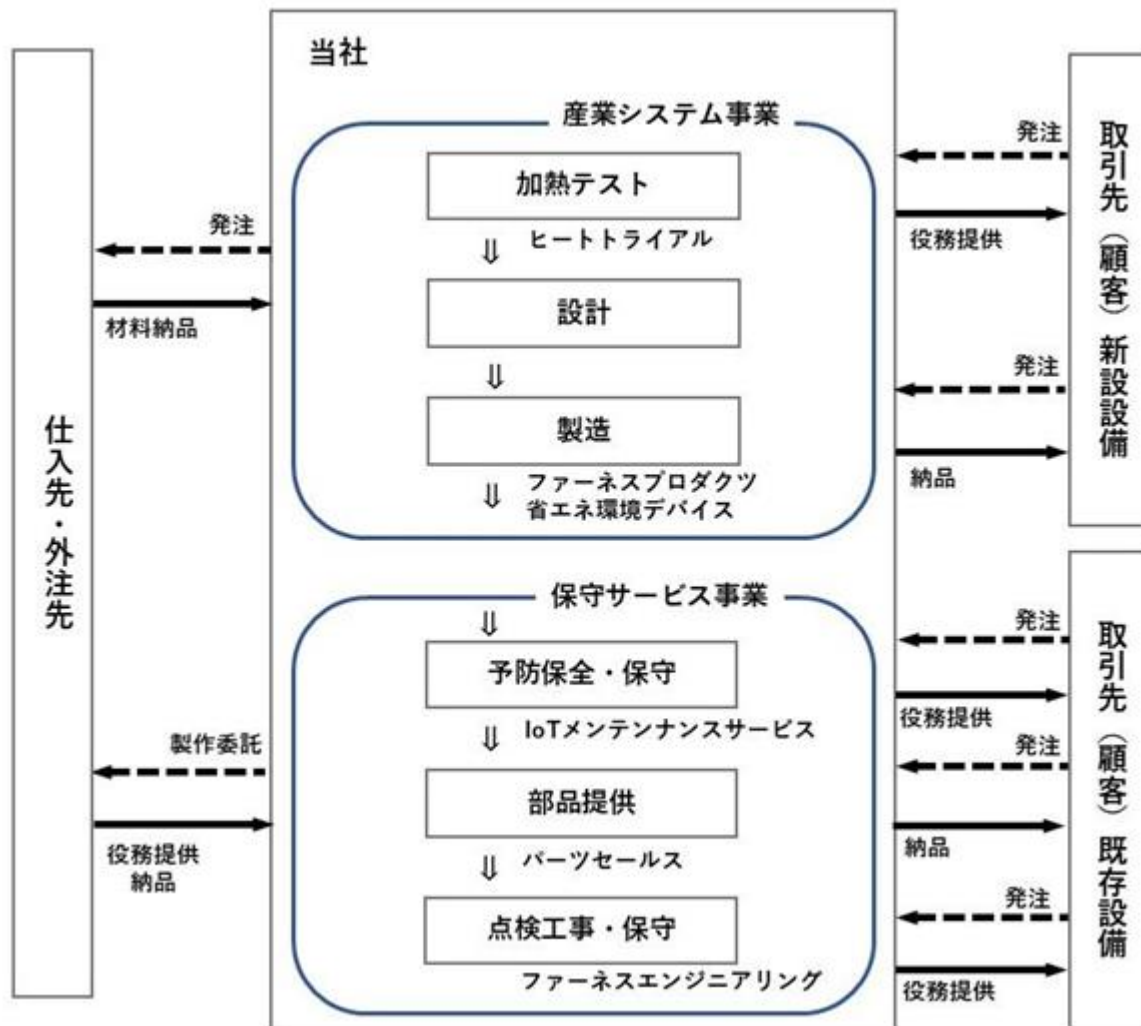 当社
産業システム事業
加熱テスト
⇓
ヒートトライアル
設計
⇓
製造
⇓
ファーネスプロダクツ
省エネ環境デバイス
保守サービス事業
⇓
予防保全・保守
⇓
IoTメンテンナンスサービス
部品提供
⇓
パーツセールス
点検工事・保守
ファーネスエンジニアリング
仕入先・外注先
発注
材料納品
製作委託
役務提供
納品
取引先（顧客）新設設備
発注
役務提供
発注
納品
取引先（顧客）既存設備
発注
役務提供
発注
納品
発注
役務提供